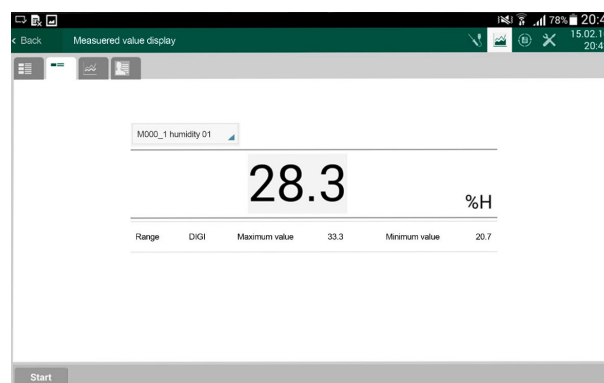 78% 20:4
< Back Measuered value display 15.02.1
20:4
M000_1 humidity 01
28.3
%H
Range DIGI Maximum value 33.3 Minimum value 20.7
Start